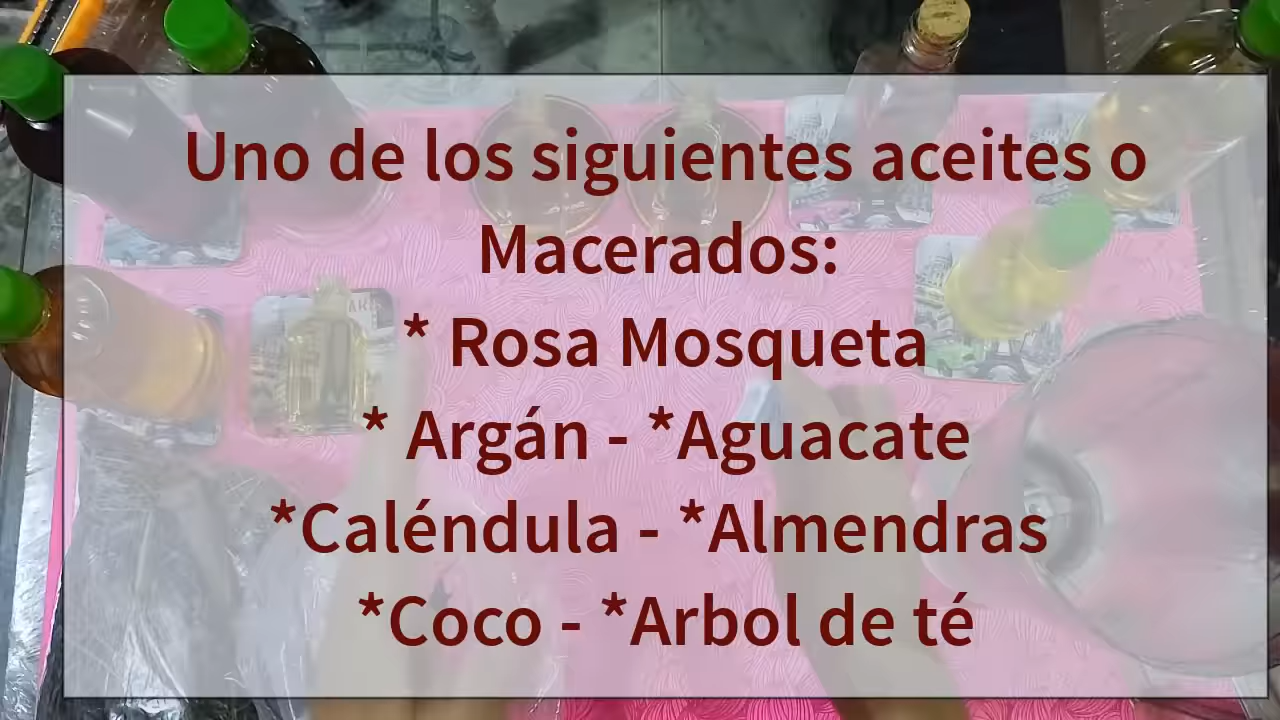 Uno de los siguientes aceites o
Macerados:
* Rosa Mosqueta
* Argán - *Aguacate
*Caléndula - *Almendras
*Coco - *Arbol de té